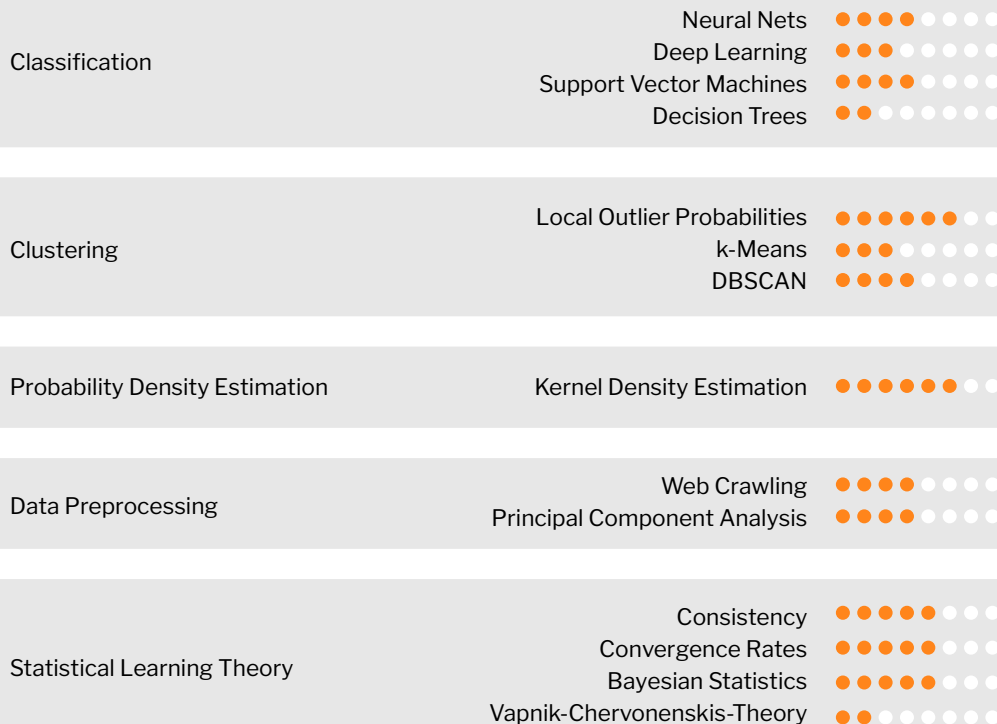 Classification
Neural Nets
Deep Learning
Support Vector Machines
Decision Trees
Clustering
Local Outlier Probabilities
k-Means
DBSCAN
Probability Density Estimation
Kernel Density Estimation
Data Preprocessing
Web Crawling
Principal Component Analysis
Statistical Learning Theory
Consistency
Convergence Rates
Bayesian Statistics
Vapnik-Chervonenskis-Theory